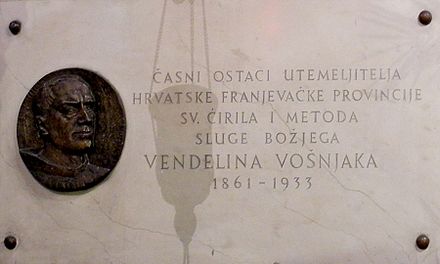 ČASNI OSTACI UTEMELJITELJA
HRVATSKE FRANJEVAČKE PROVINCIJE
SV. ĆIRILA I METODA
SLUGE BOŽJEGA
VENDELINA VOŠNJAKA
1861-1933